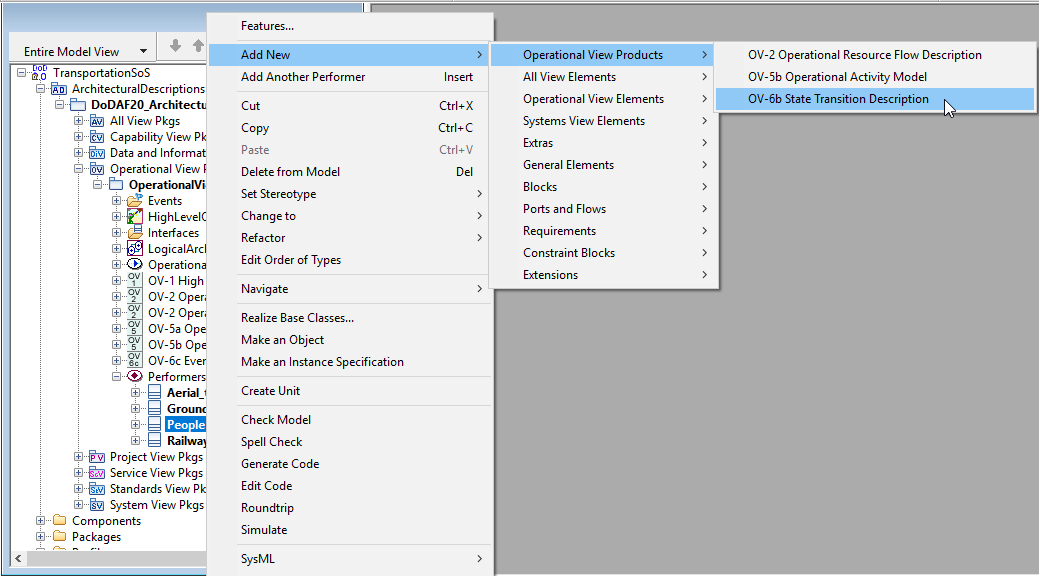 Entire Model View
TransportationSoS
ArchitecturalDescriptions
DoDAF20_Architectu
All View Pkgs
Capability View Pk
Data and Informat
Operational View P
OperationalVi
Events
HighLevelO
Interfaces
LogicalArch
Operationa
OV-1 High
OV-2 Opera
OV-2 Opera
OV-5a Ope
OV-5b Ope
OV-6c Ever
Performers
Aerial_t
Ground
People
Railway
Project View Pkgs
Service View Pkgs
Standards View Pk
System View Pkgs
Components
Packages
Features...
Add New
Add Another Performer Insert
Cut Ctrl+X
Copy Ctrl+C
Paste Ctrl+V
Delete from Model Del
Set Stereotype
Change to
Refactor
Edit Order of Types
Navigate
Realize Base Classes...
Make an Object
Make an Instance Specification
Create Unit
Check Model
Spell Check
Generate Code
Edit Code
Roundtrip
Simulate
SysML
Operational View Products
All View Elements
Operational View Elements
Systems View Elements
Extras
General Elements
Blocks
Ports and Flows
Requirements
Constraint Blocks
Extensions
OV-2 Operational Resource Flow Description
OV-5b Operational Activity Model
OV-6b State Transition Description